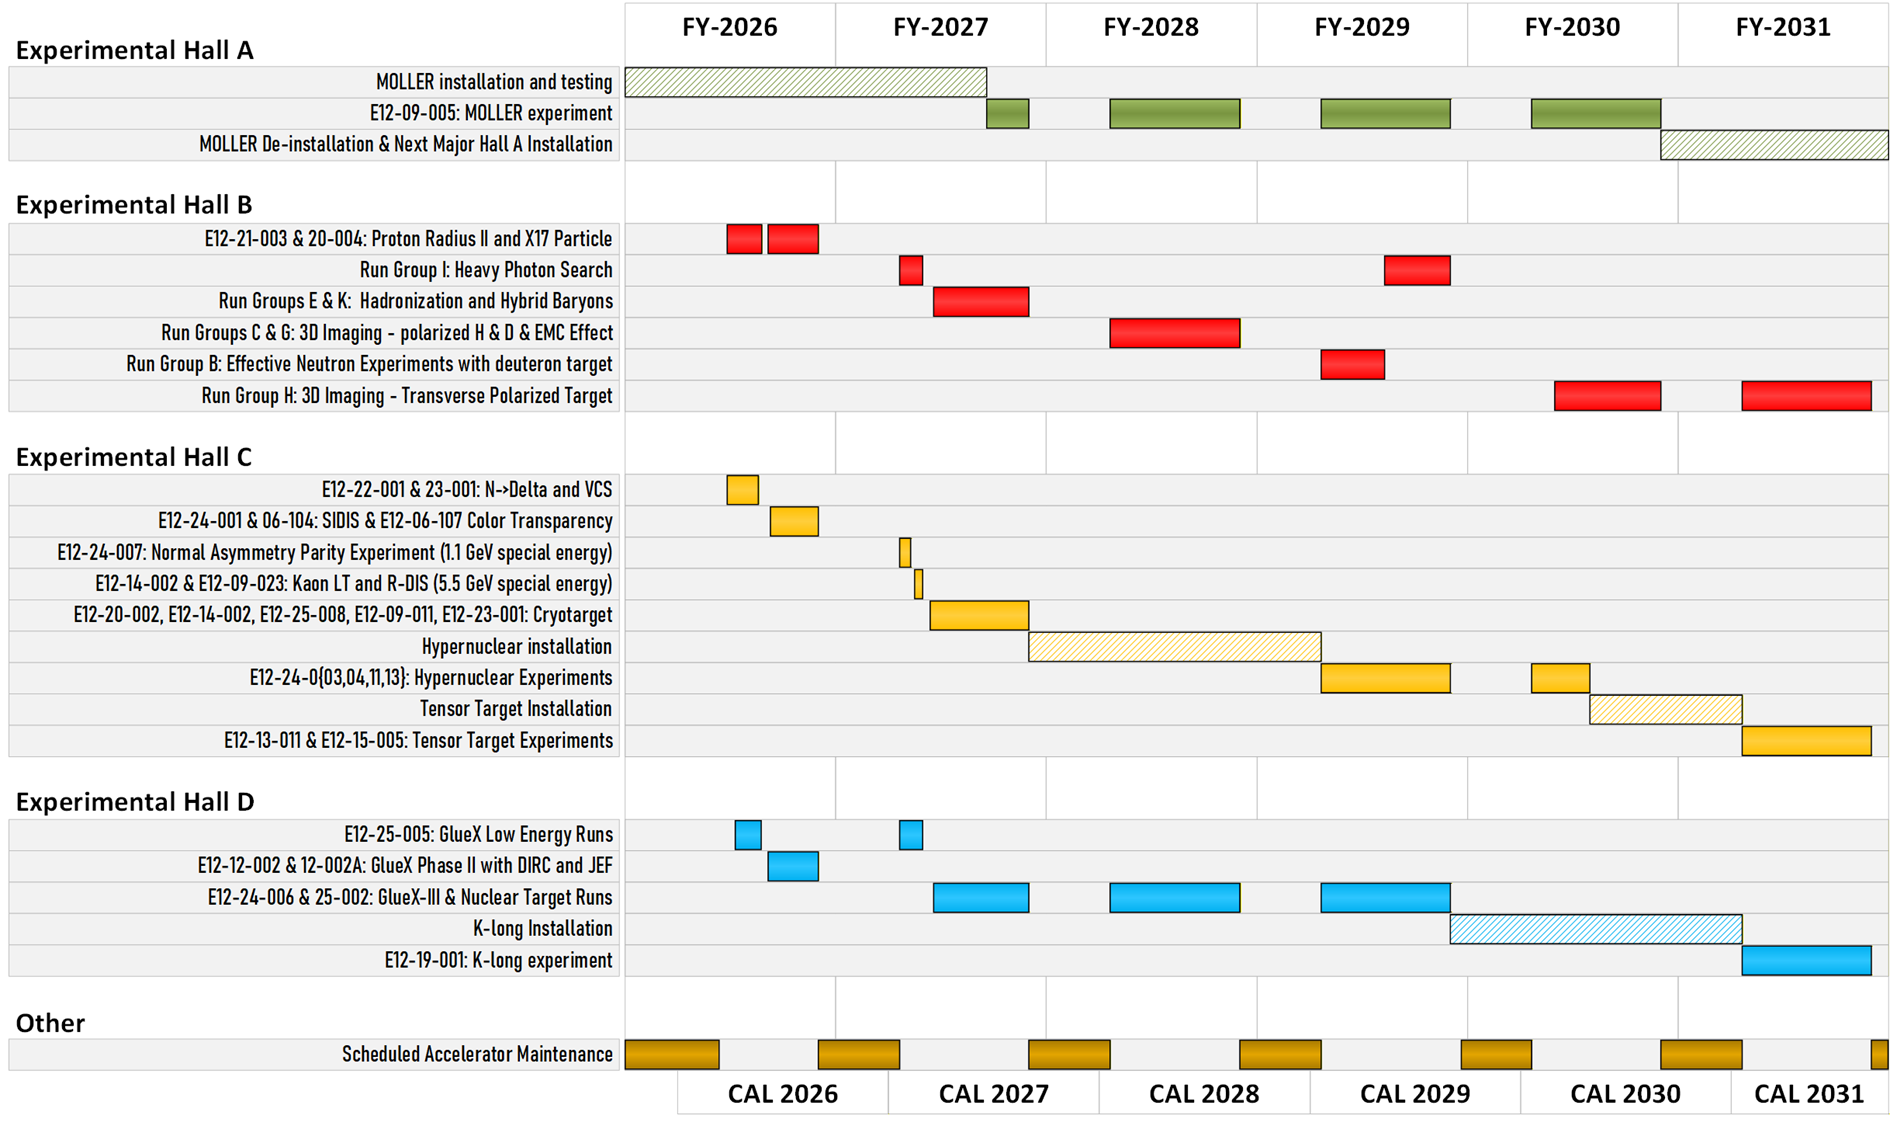 FY-2026 FY-2027 FY-2028 FY-2029 FY-2030 FY-2031
Experimental Hall A
MOLLER installation and testing
E12-09-005: MOLLER experiment
MOLLER De-installation & Next Major Hall A Installation
Experimental Hall B
E12-21-003 & 20-004: Proton Radius II and X17 Particle
Run Group I: Heavy Photon Search
Run Groups E & K: Hadronization and Hybrid Baryons
Run Groups C & G: 3D Imaging - polarized H & D & EMC Effect
Run Group B: Effective Neutron Experiments with deuteron target
Run Group H: 3D Imaging - Transverse Polarized Target
Experimental Hall C
E12-22-001 & 23-001: N->Delta and VCS
E12-24-001 & 06-104: SIDIS & E12-06-107 Color Transparency
E12-24-007: Normal Asymmetry Parity Experiment (1.1 GeV special energy)
E12-14-002 & E12-09-023: Kaon LT and R-DIS (5.5 GeV special energy)
E12-20-002, E12-14-002, E12-25-008, E12-09-011, E12-23-001: Cryotarget
Hypernuclear installation
E12-24-0{03,04,11,13}: Hypernuclear Experiments
Tensor Target Installation
E12-13-011 & E12-15-005: Tensor Target Experiments
Experimental Hall D
E12-25-005: GlueX Low Energy Runs
E12-12-002 & 12-002A: GlueX Phase II with DIRC and JEF
E12-24-006 & 25-002: GlueX-III & Nuclear Target Runs
K-long Installation
E12-19-001: K-long experiment
Other
Scheduled Accelerator Maintenance
CAL 2026 CAL 2027 CAL 2028 CAL 2029 CAL 2030 CAL 2031